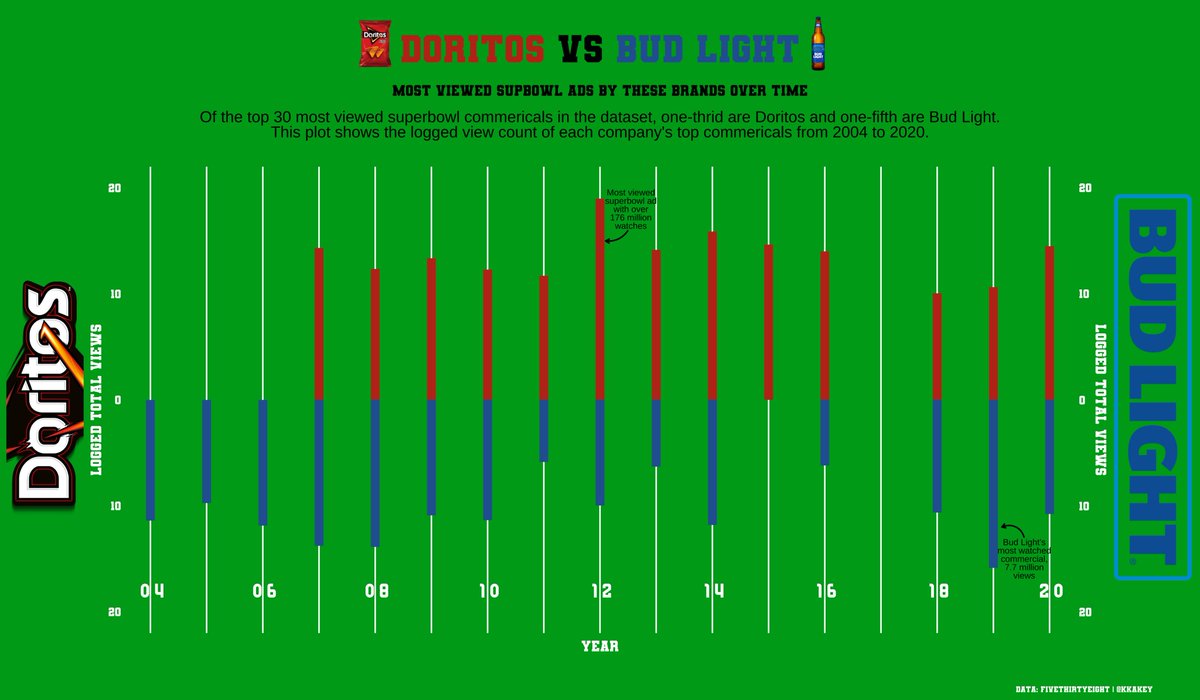 Doritos
DORITOS VS BUD LIGHT
MOST VIEWED SUPBOWL ADS BY THESE BRANDS OVER TIME
Of the top 30 most viewed superbowl commericals in the dataset, one-thrid are Doritos and one-fifth are Bud Light.
This plot shows the logged view count of each company's top commericals from 2004 to 2020.
20
10
0
10
20
LOGGED TOTAL VIEWS
Doritos
Most viewed
superbowl ad
with over
176 million
watches
Bud Light's
most watched
commercial.
7.7 million
views
04
06
08
10
12
14
16
18
20
YEAR
20
10
0
10
20
LOGGED TOTAL VIEWS
BUD LIGHT
DATA: FIVETHIRTYEIGHT | @KKAKEY